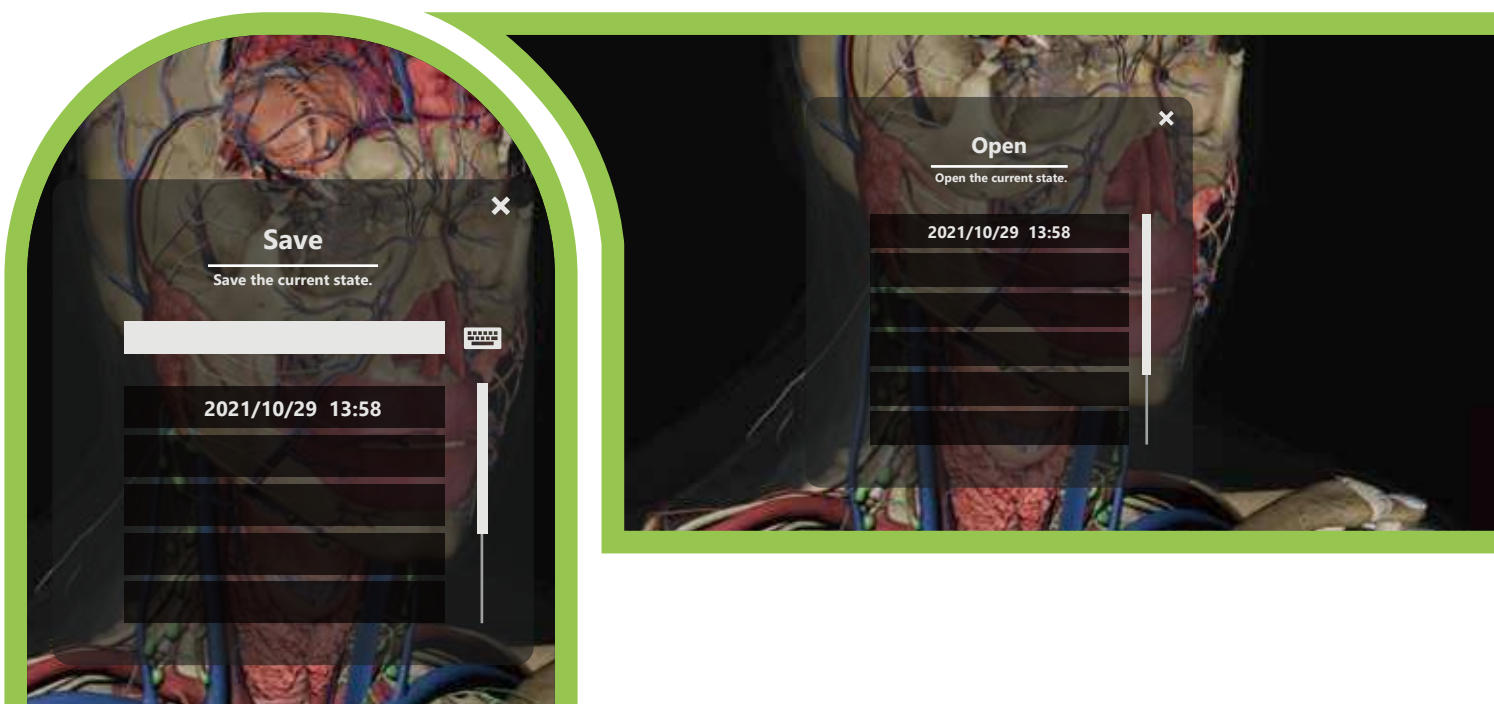 Save
Save the current state.
2021/10/29 13:58
Open
Open the current state.
2021/10/29 13:58